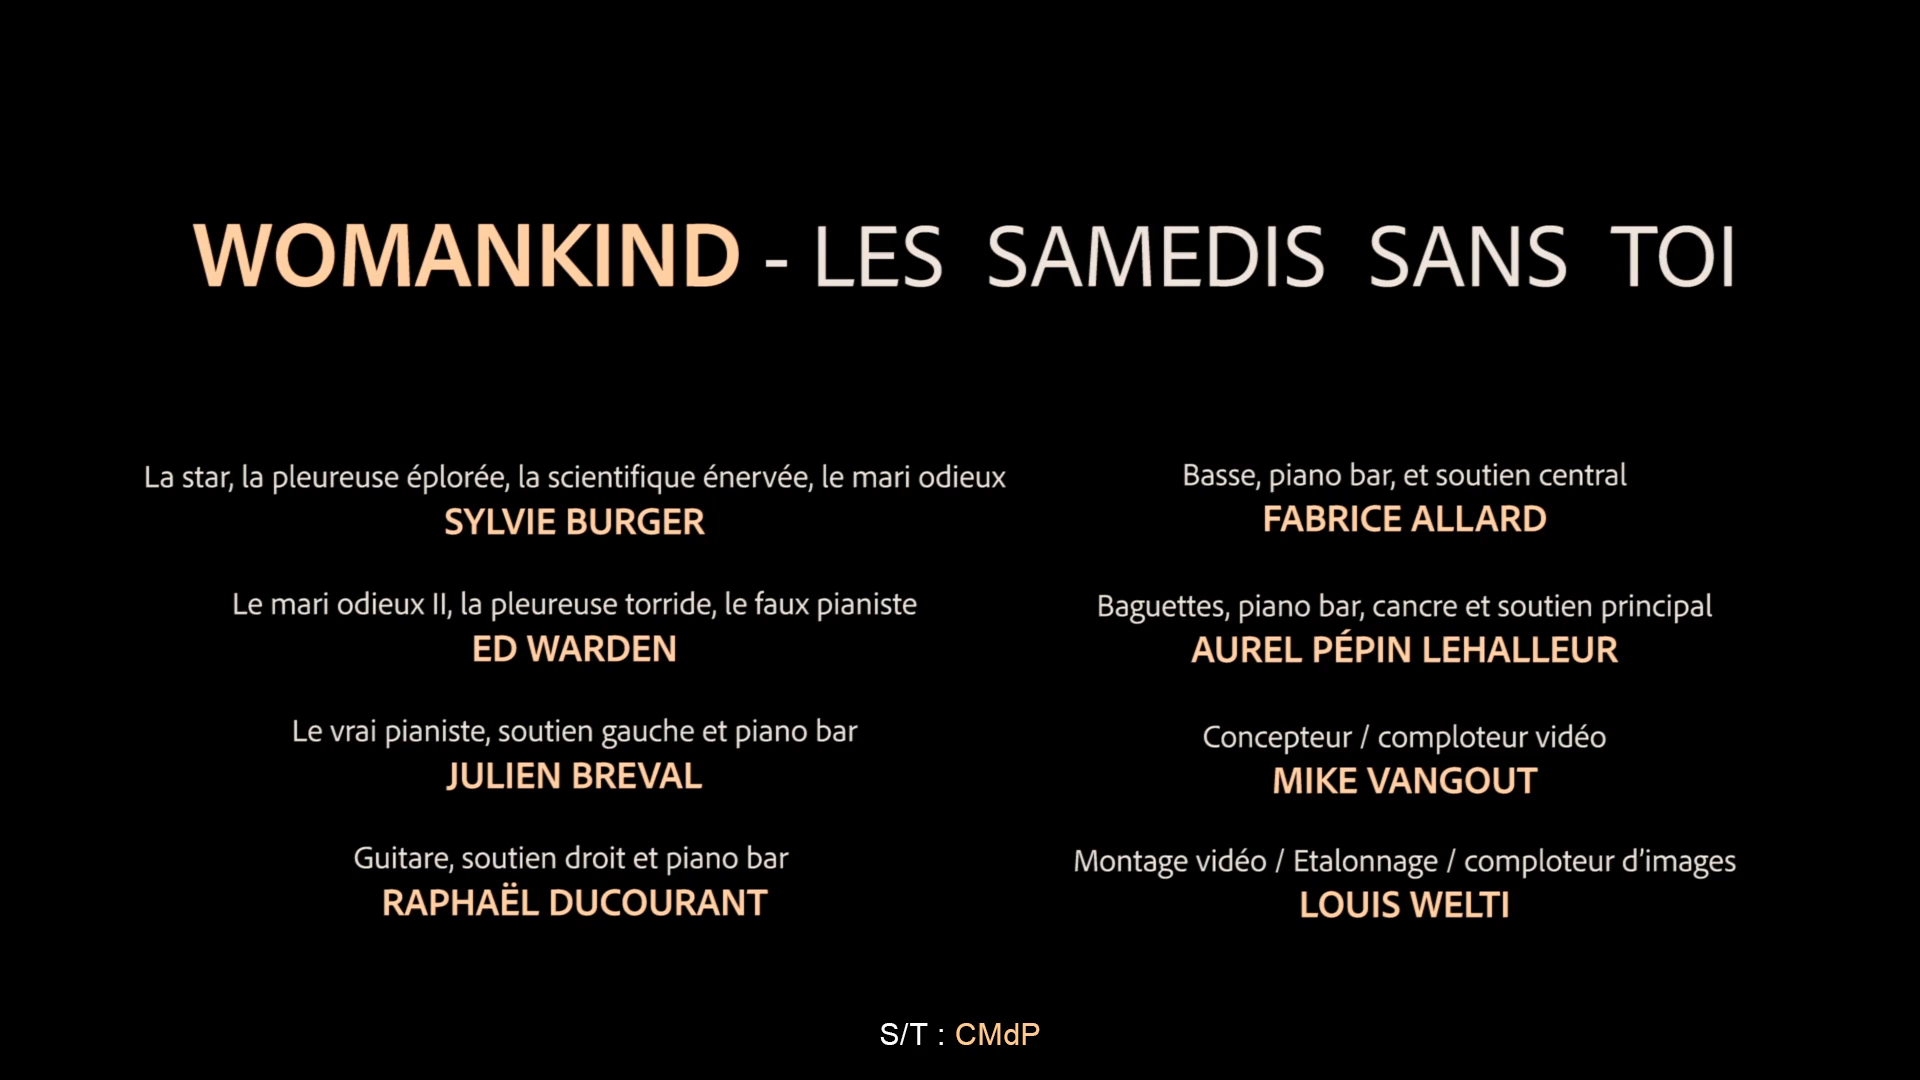 WOMANKIND - LES SAMEDIS SANS TOI
La star, la pleureuse éplorée, la scientifique énervée, le mari odieux
SYLVIE BURGER
Le mari odieux II, la pleureuse torride, le faux pianiste
ED WARDEN
Le vrai pianiste, soutien gauche et piano bar
JULIEN BREVAL
Guitare, soutien droit et piano bar
RAPHAËL DUCOURANT
Basse, piano bar, et soutien central
FABRICE ALLARD
Baguettes, piano bar, cancre et soutien principal
AUREL PÉPIN LEHALLEUR
Concepteur / comploteur vidéo
MIKE VANGOUT
Montage vidéo / Etalonnage / comploteur d’images
LOUIS WELTI
S/T : CMdP